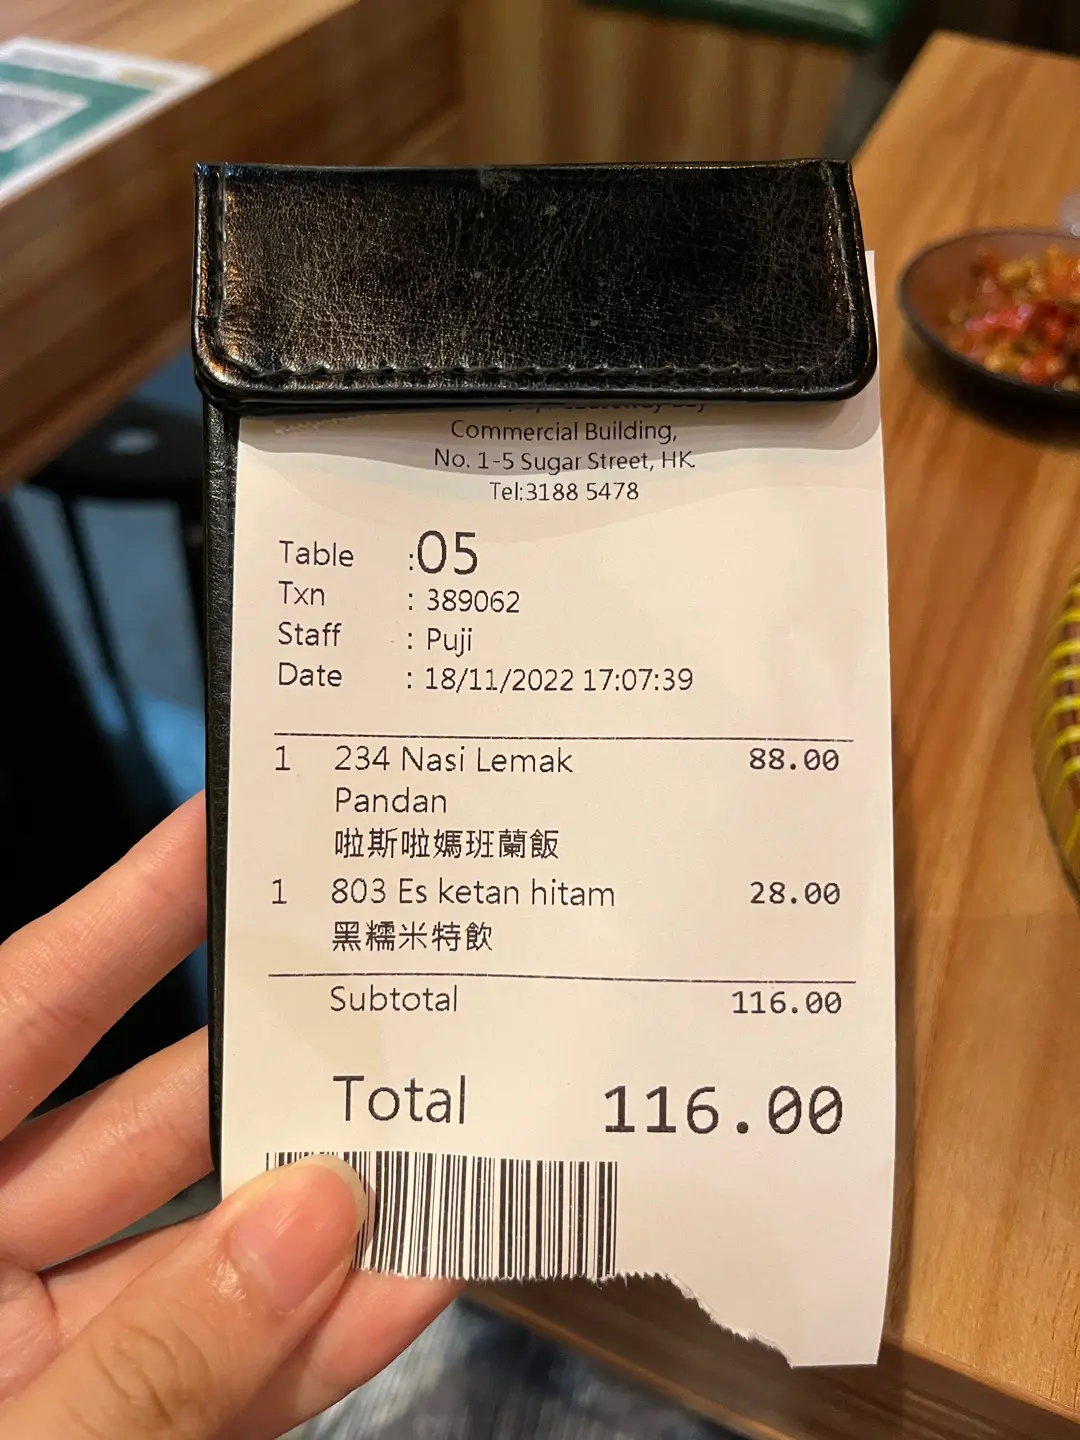 Commercial Building,
No. 1-5 Sugar Street, HK.
Tel:3188 5478
Table :05
Txn : 389062
Staff : Puji
Date : 18/11/2022 17:07:39
1 234 Nasi Lemak 88.00
Pandan
啦斯啦媽班蘭飯
1 803 Es ketan hitam 28.00
黑糯米特飲
Subtotal 116.00
Total 116.00